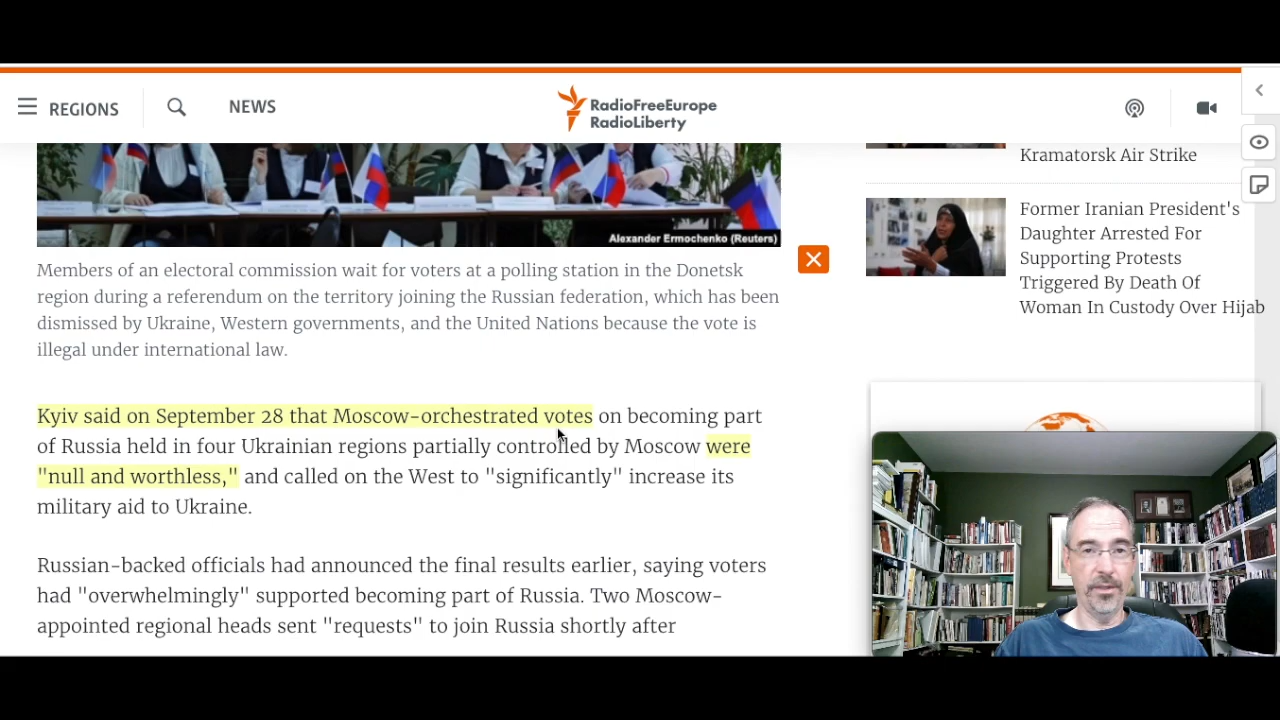 REGIONS
NEWS
RadioFreeEurope
RadioLiberty
Alexander Ermochenko (Reuters)
Members of an electoral commission wait for voters at a polling station in the Donetsk
region during a referendum on the territory joining the Russian federation, which has been
dismissed by Ukraine, Western governments, and the United Nations because the vote is
illegal under international law.
Kyiv said on September 28 that Moscow-orchestrated votes on becoming part
of Russia held in four Ukrainian regions partially controlled by Moscow were
"null and worthless," and called on the West to "significantly" increase its
military aid to Ukraine.
Russian-backed officials had announced the final results earlier, saying voters
had "overwhelmingly" supported becoming part of Russia. Two Moscow-
appointed regional heads sent "requests" to join Russia shortly after
Kramatorsk Air Strike
Former Iranian President's
Daughter Arrested For
Supporting Protests
Triggered By Death Of
Woman In Custody Over Hijab